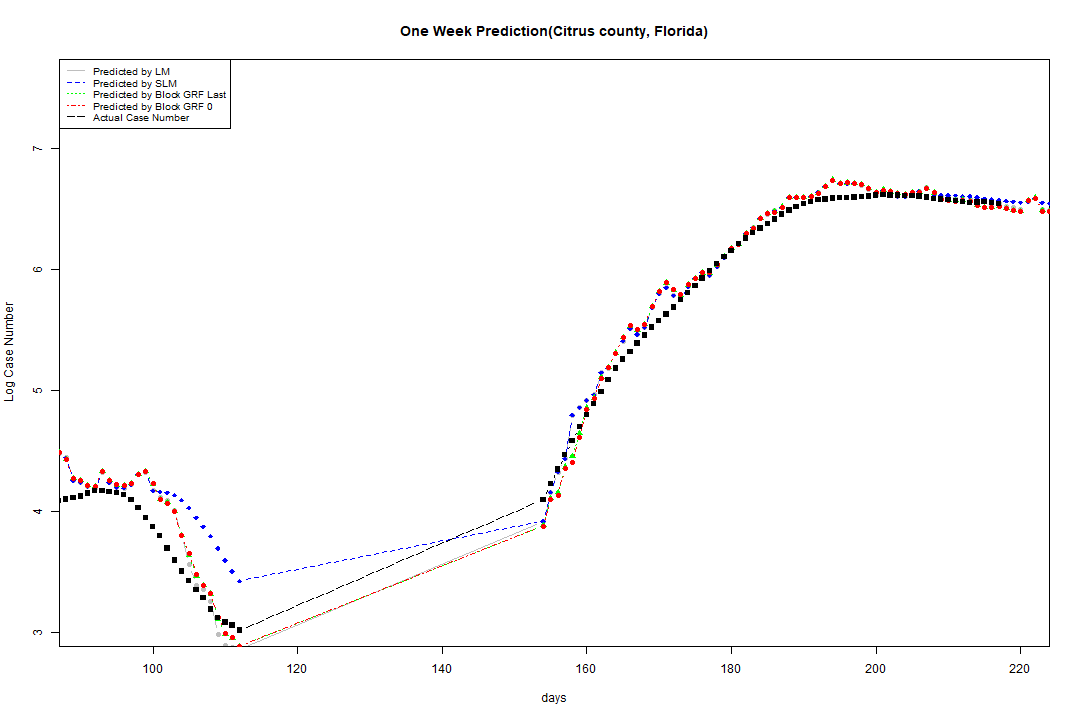 One Week Prediction(Citrus county, Florida)
Predicted by LM
Predicted by SLM
Predicted by Block GRF Last
Predicted by Block GRF 0
Actual Case Number
7
6
5
4
3
Log Case Number
100 120 140 160 180 200 220
days